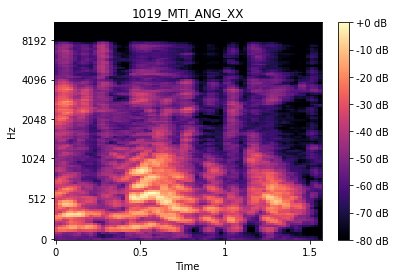 1019_MTI_ANG_XX
8192
4096
2048
1024
512
0
Hz
0
0.5
1
1.5
Time
+0 dB
-10 dB
-20 dB
-30 dB
-40 dB
-50 dB
-60 dB
-70 dB
-80 dB